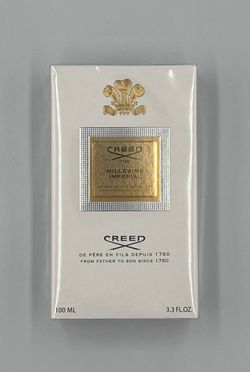 CREED
1760
MILLESIME
IMPERIAL
CREED
DE PÈRE EN FILS DEPUIS 1760
FROM FATHER TO SON SINCE 1760
100 ML 3.3 FL.OZ.